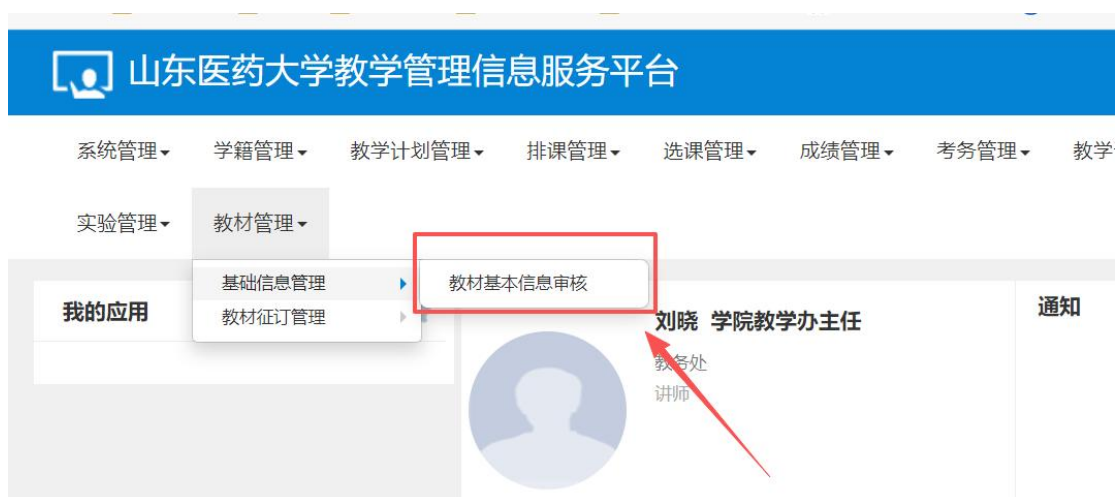 山东医药大学教学管理信息服务平台
系统管理 学籍管理 教学计划管理 排课管理 选课管理 成绩管理 考务管理 教学
实验管理 教材管理
基础信息管理 教材基本信息审核
教材征订管理
我的应用
刘晓 学院教学办主任
教务处
讲师
通知